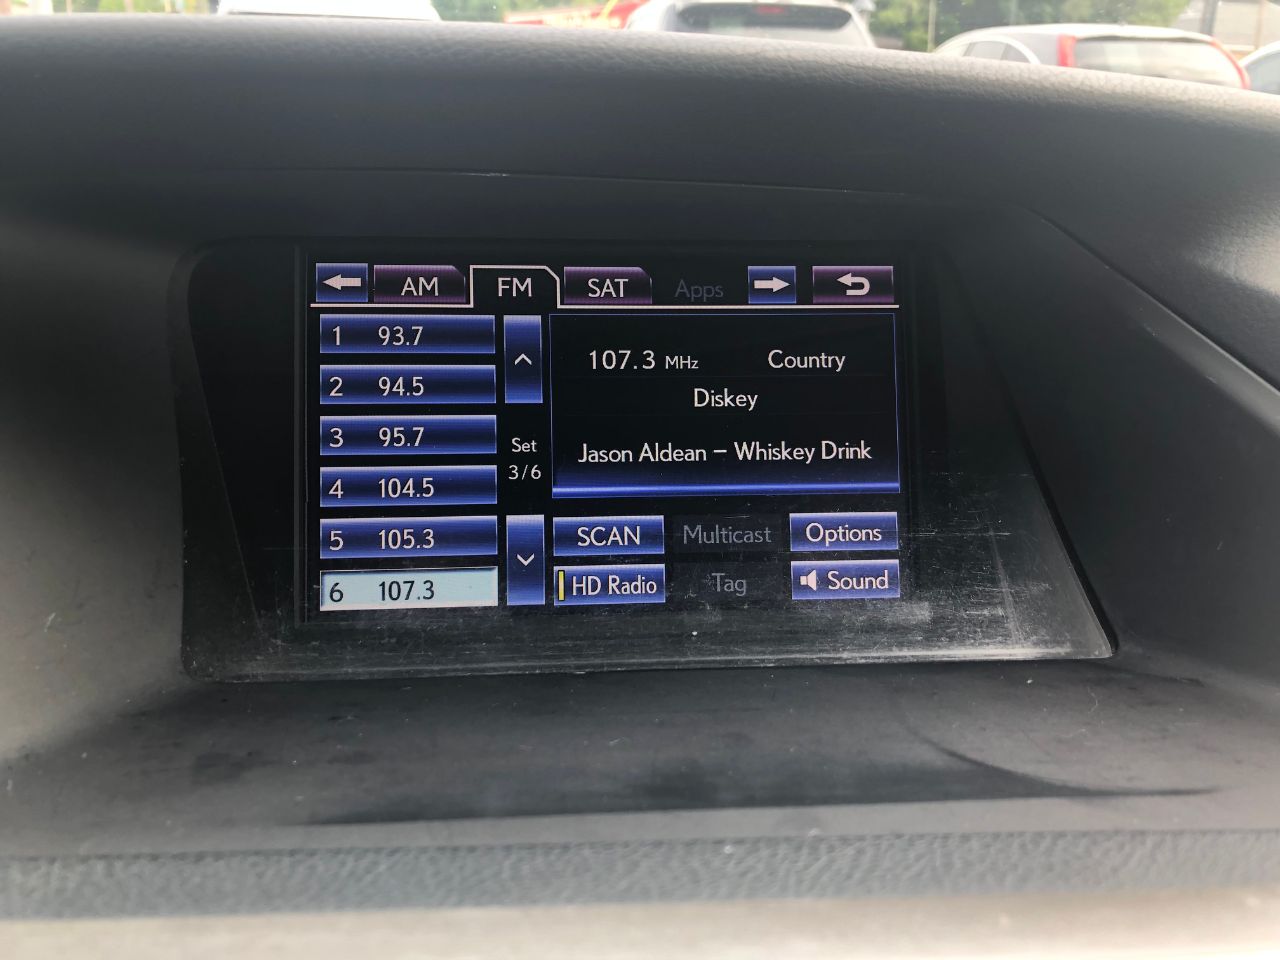 AM FM SAT Apps
1 93.7
2 94.5
3 95.7
4 104.5
5 105.3
6 107.3
Set
3/6
107.3 MHz Country
Diskey
Jason Aldean – Whiskey Drink
SCAN Multicast Options
HD Radio Tag Sound